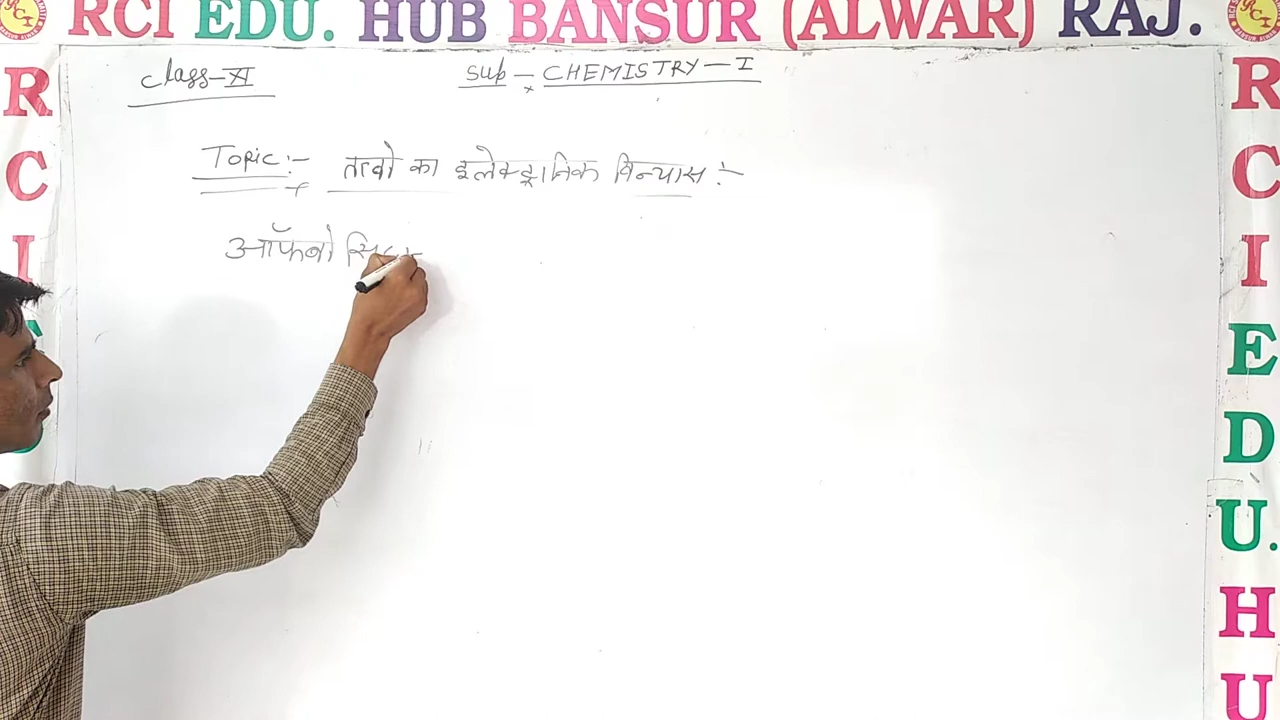 RCI EDU. HUB BANSUR (ALWAR) RAJ.
Class-XI
Sub - CHEMISTRY - I
Topic :- तत्वो का इलेक्ट्रानिक विन्यास :-
ऑफबो
R
C
I
R
C
I
E
D
U.
H
U